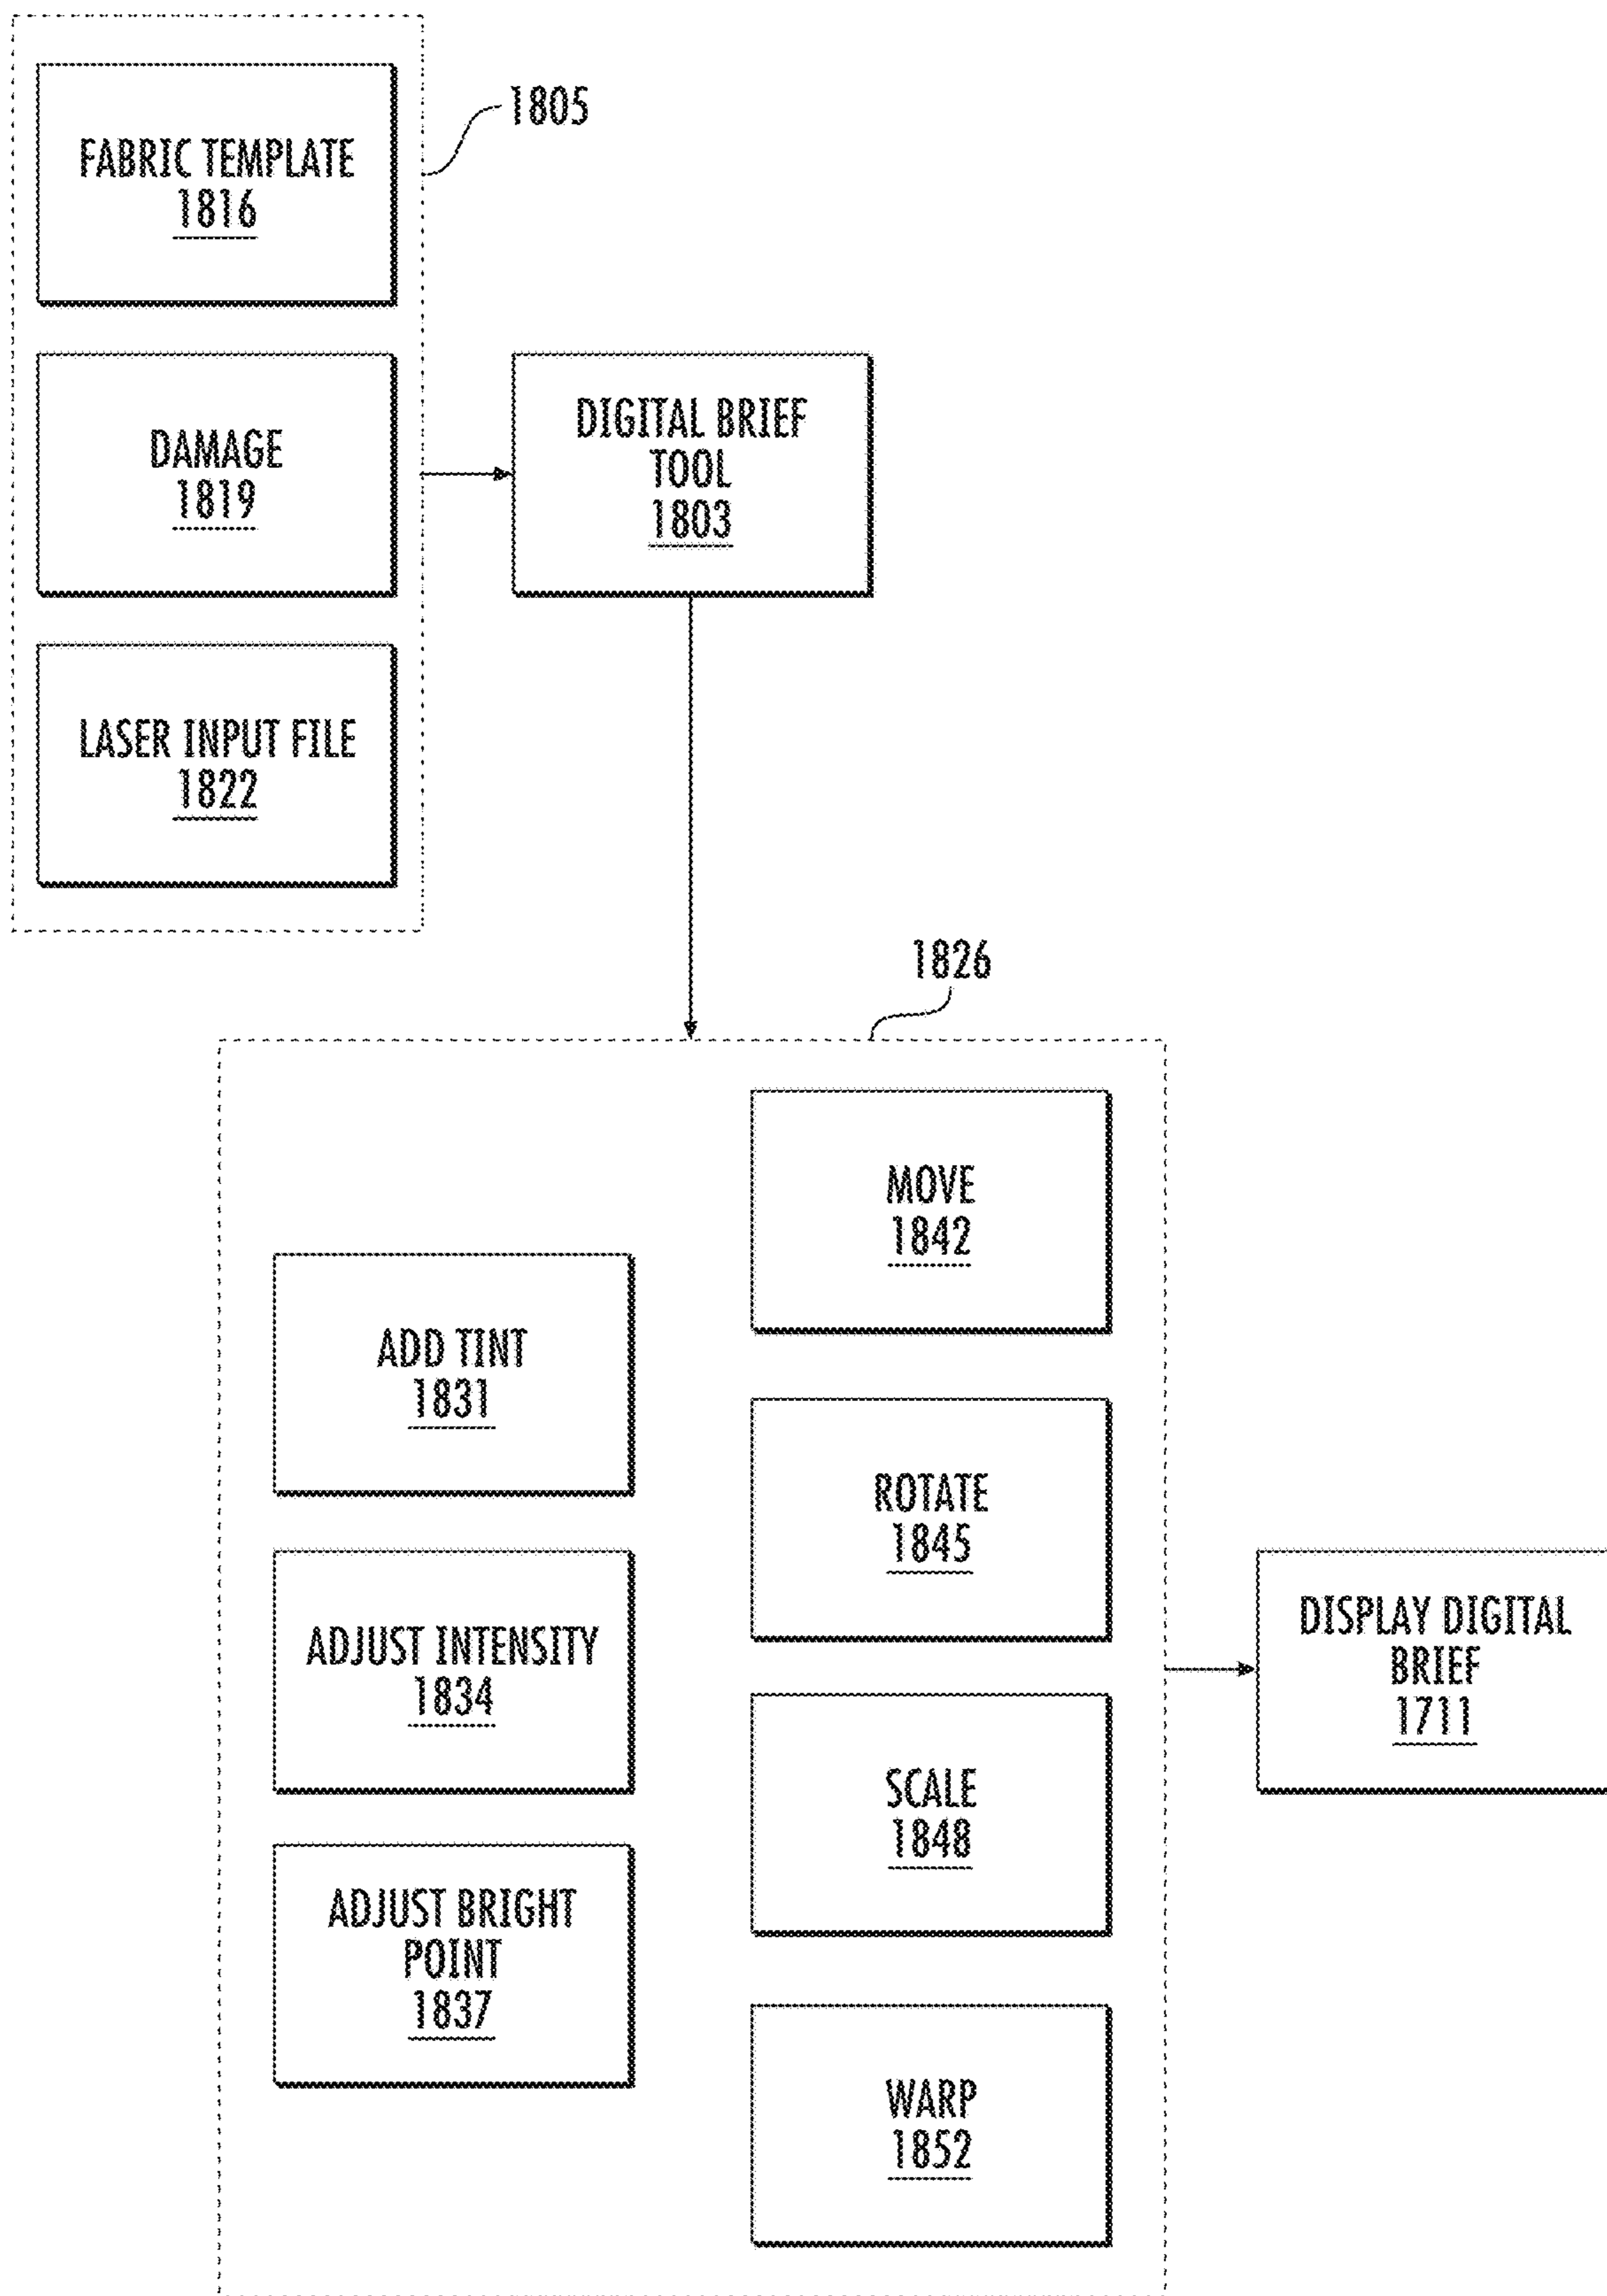 1805
FABRIC TEMPLATE
1816
DAMAGE
1819
LASER INPUT FILE
1822
DIGITAL BRIEF
TOOL
1803
1826
ADD TINT
1831
ADJUST INTENSITY
1834
ADJUST BRIGHT
POINT
1837
MOVE
1842
ROTATE
1845
SCALE
1848
WARP
1852
DISPLAY DIGITAL
BRIEF
1711